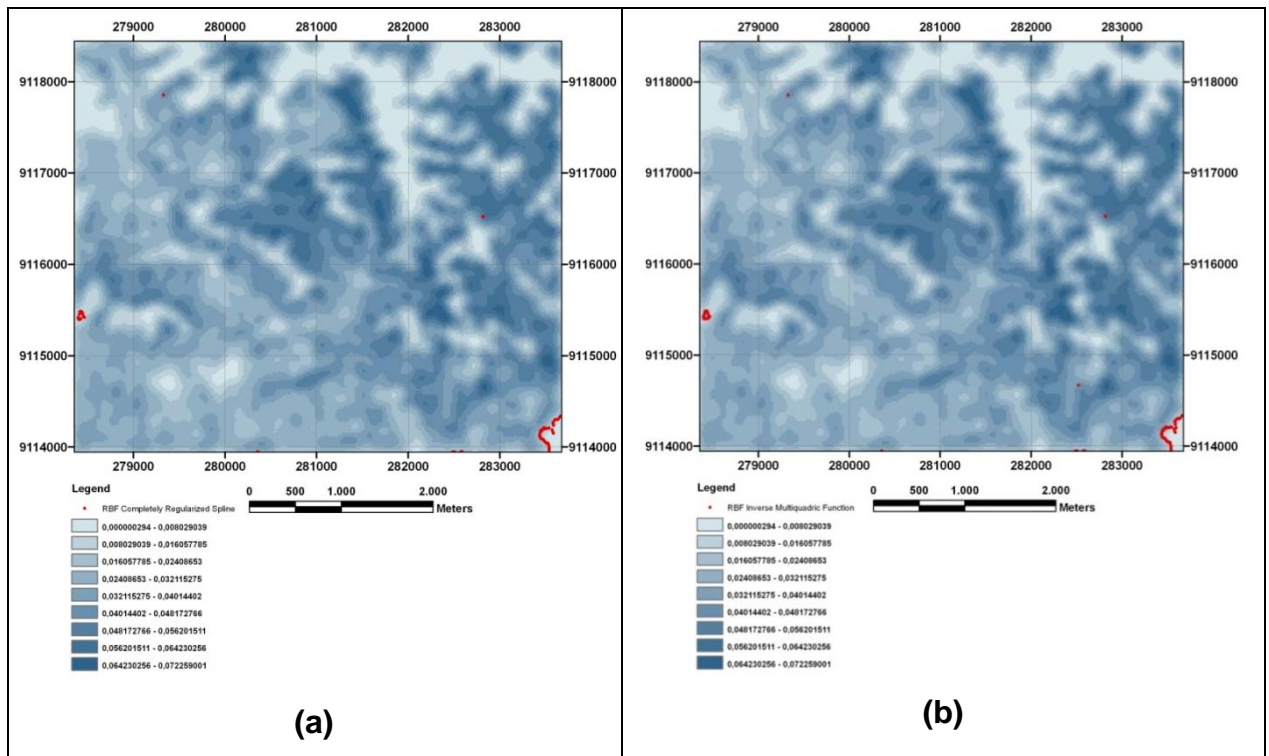 279000 280000 281000 282000 283000
9118000 9118000
9117000 9117000
9116000 9116000
9115000 9115000
9114000 9114000
279000 280000 281000 282000 283000
Legend
RBF Completely Regularized Spline
0 500 1.000 2.000
Meters
0,000000294 - 0,008029039
0,008029039 - 0,016057785
0,016057785 - 0,02408653
0,02408653 - 0,032115275
0,032115275 - 0,04014402
0,04014402 - 0,048172766
0,048172766 - 0,056201511
0,056201511 - 0,064230256
0,064230256 - 0,072259001
(a)
279000 280000 281000 282000 283000
9118000 9118000
9117000 9117000
9116000 9116000
9115000 9115000
9114000 9114000
279000 280000 281000 282000 283000
Legend
RBF Inverse Multiquadric Function
0 500 1.000 2.000
Meters
0,000000294 - 0,008029039
0,008029039 - 0,016057785
0,016057785 - 0,02408653
0,02408653 - 0,032115275
0,032115275 - 0,04014402
0,04014402 - 0,048172766
0,048172766 - 0,056201511
0,056201511 - 0,064230256
0,064230256 - 0,072259001
(b)